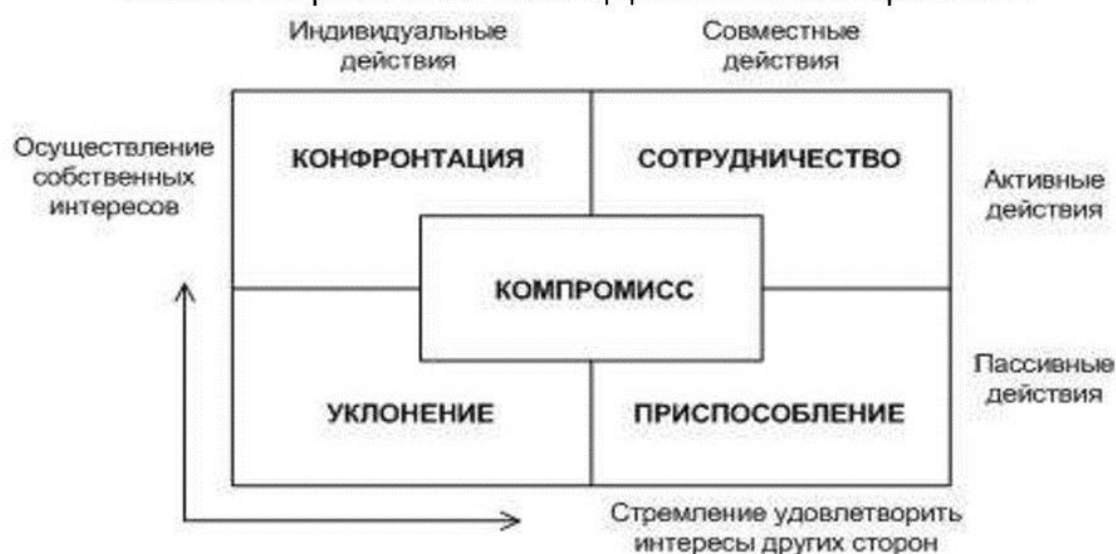 Индивидуальные
действия
Совместные
действия
Осуществление
собственных
интересов
КОНФРОНТАЦИЯ
СОТРУДНИЧЕСТВО
Активные
действия
КОМПРОМИСС
УКЛОНЕНИЕ
ПРИСПОСОБЛЕНИЕ
Пассивные
действия
Стремление удовлетворить
интересы других сторон